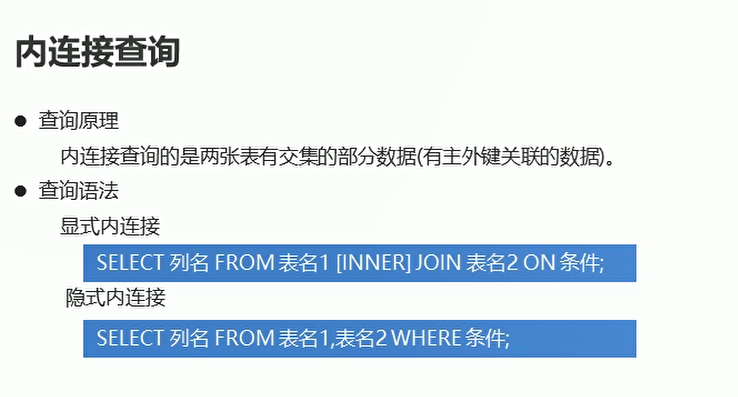 内连接查询
● 查询原理
内连接查询的是两张表有交集的部分数据(有主外键关联的数据)。
● 查询语法
显式内连接
SELECT 列名 FROM 表名1 [INNER] JOIN 表名2 ON 条件;
隐式内连接
SELECT 列名 FROM 表名1,表名2 WHERE 条件;